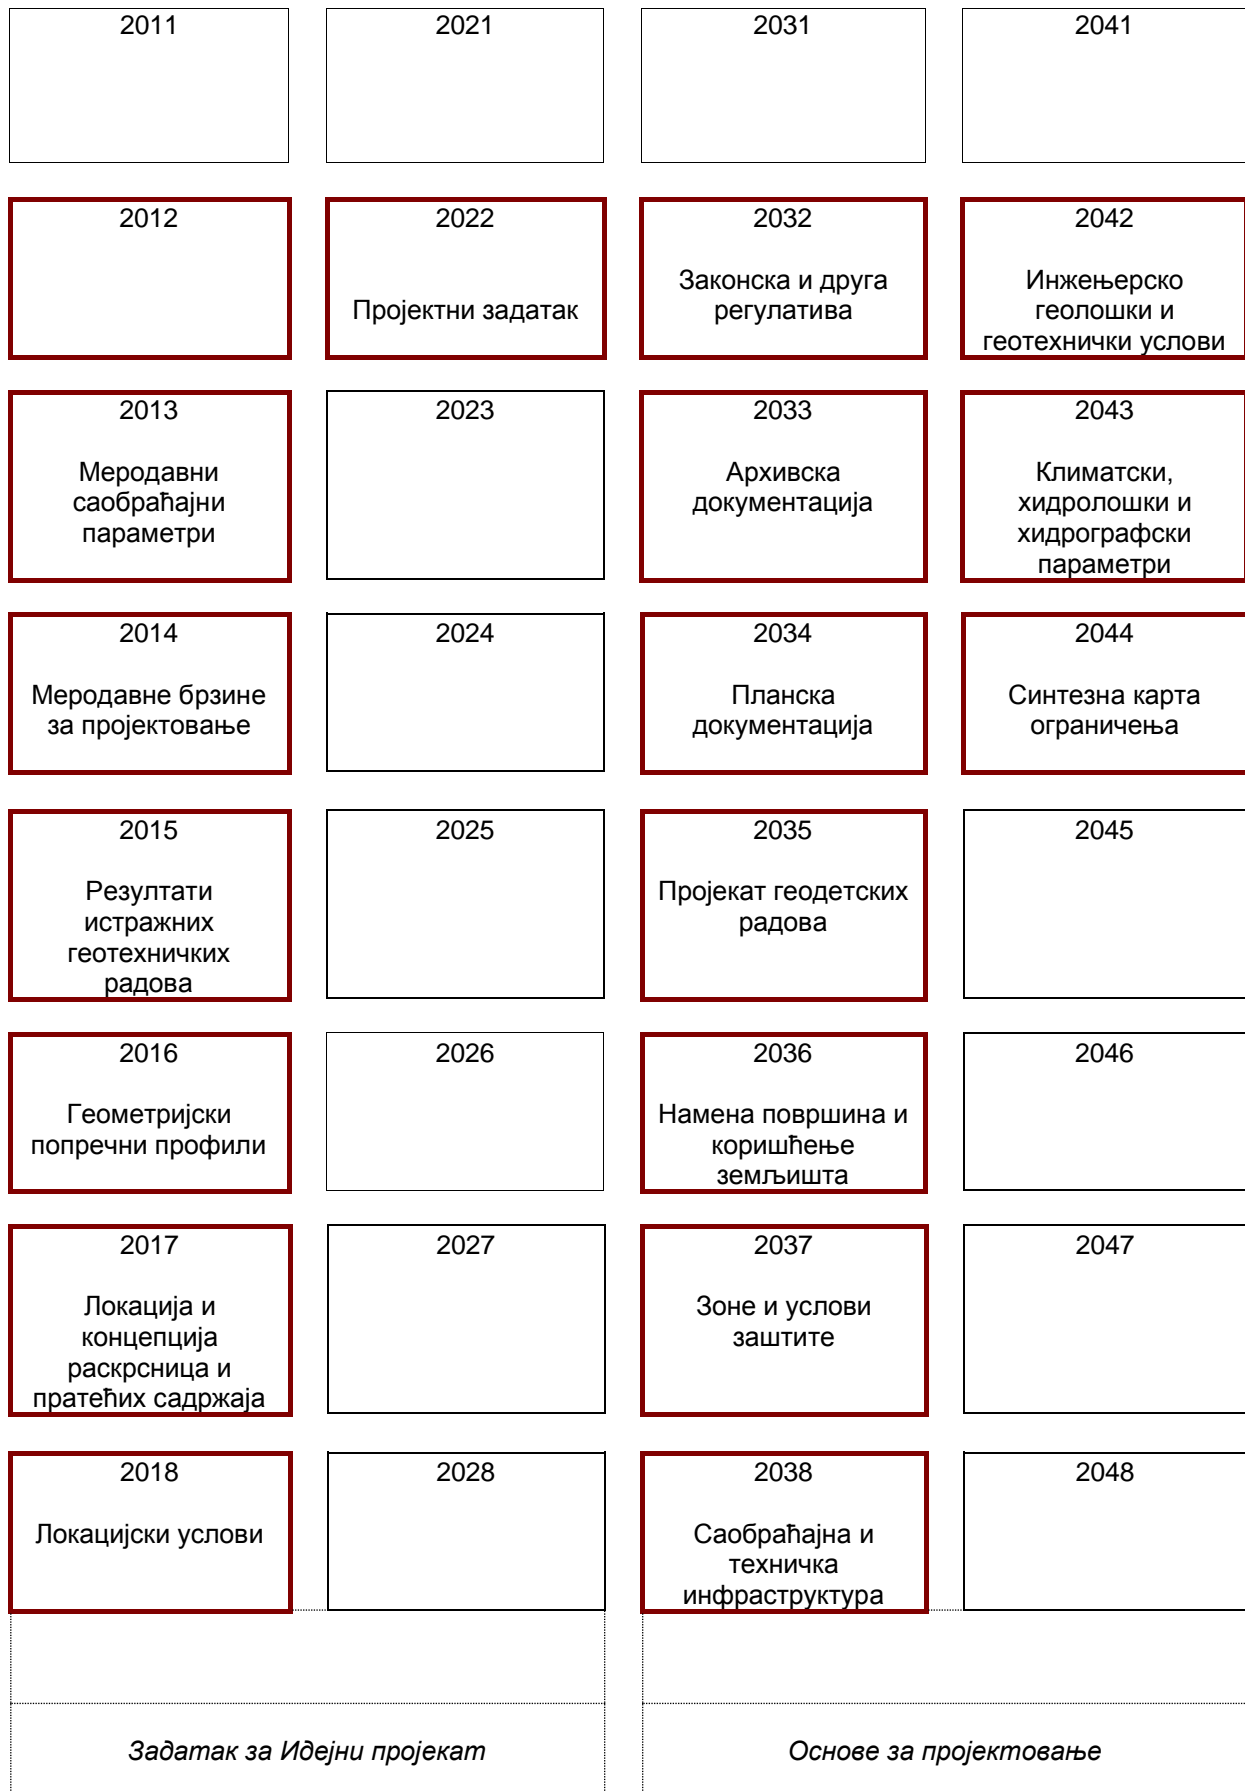 2011
2021
2031
2041
2012
2022
Пројектни задатак
2032
Законска и друга
регулатива
2042
Инжењерско
геолошки и
геотехнички услови
2013
Меродавни
саобраћајни
параметри
2023
2033
Архивска
документација
2043
Климатски,
хидролошки и
хидрографски
параметри
2014
Меродавне брзине
за пројектовање
2024
2034
Планска
документација
2044
Синтезна карта
ограничења
2015
Резултати
истражних
геотехничких
радова
2025
2035
Пројекат геодетских
радова
2045
2016
Геометријски
попречни профили
2026
2036
Намена површина и
коришћење
земљишта
2046
2017
Локација и
концепција
раскрсница и
пратећих садржаја
2027
2037
Зоне и услови
заштите
2047
2018
Локацијски услови
2028
2038
Саобраћајна и
техничка
инфраструктура
2048
Задатак за Идејни пројекат
Основе за пројектовање